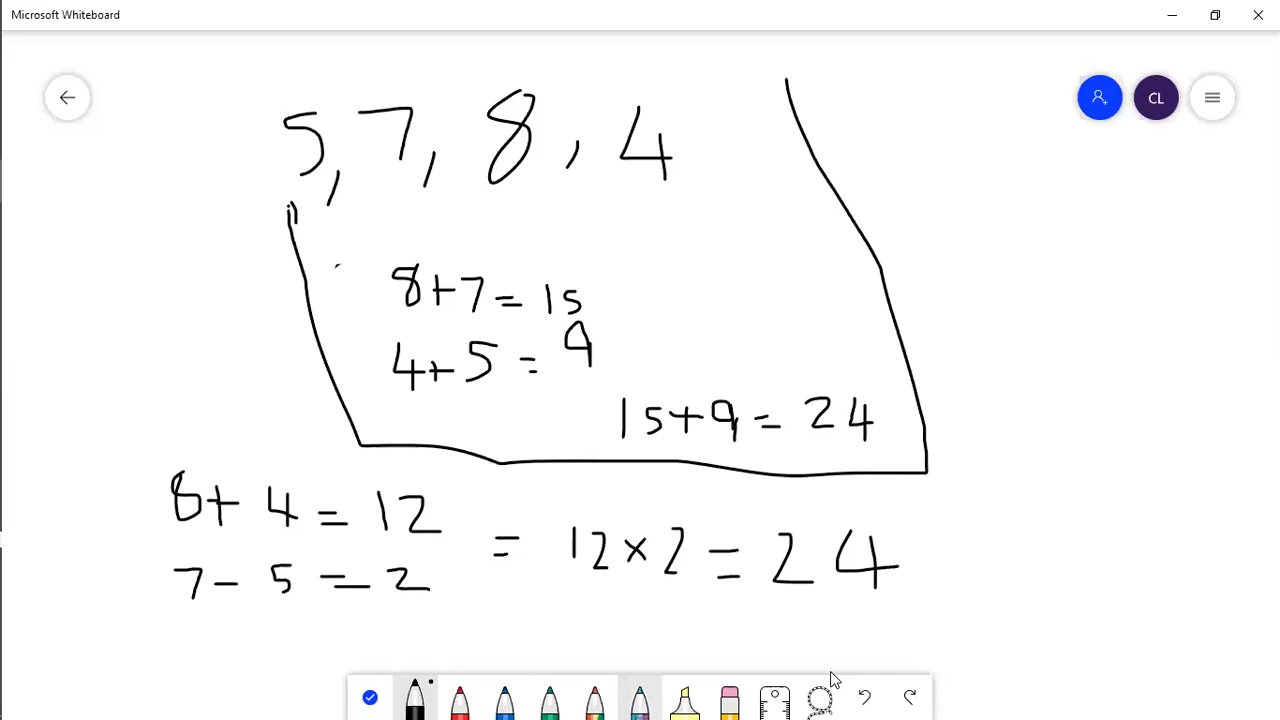 Microsoft Whiteboard
CL
5, 7, 8, 4
8+7=15
4+5=9
15+9=24
8+4=12
7-5=2
=12×2=24